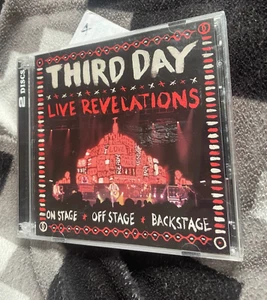 2 DISCS
THIRD DAY
LIVE REVELATIONS
ON STAGE ★ OFF STAGE ★ BACKSTAGE